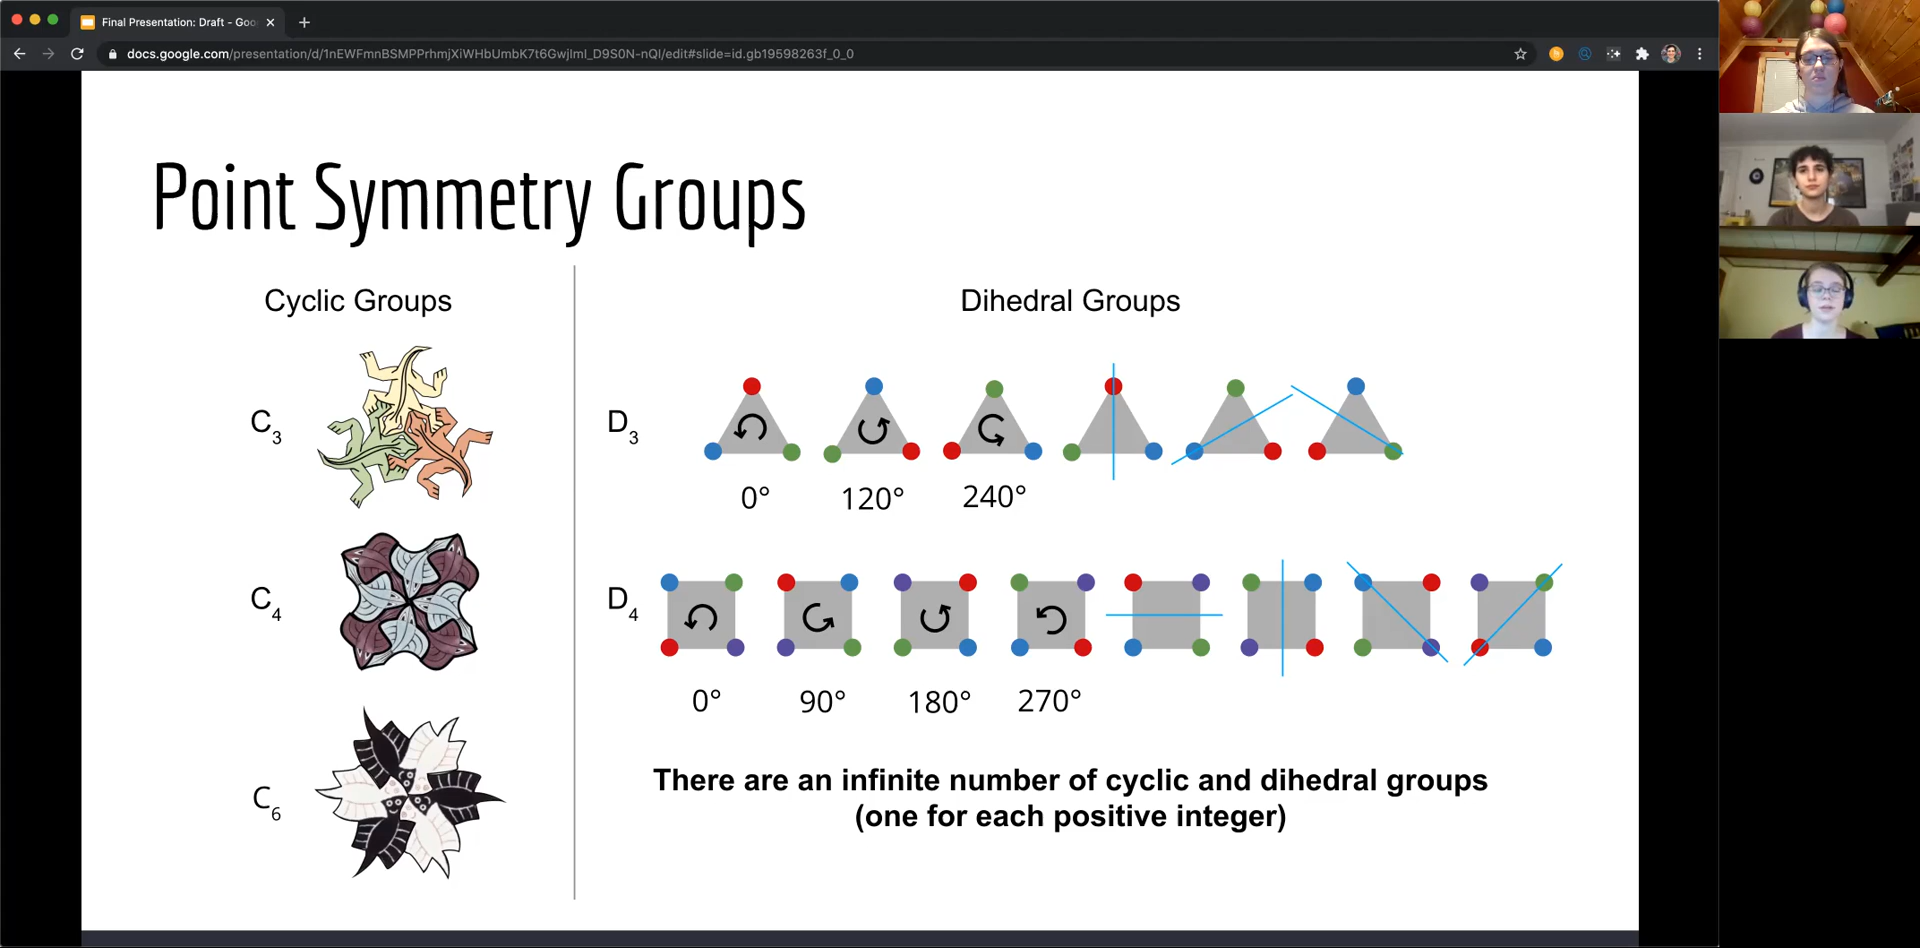 Final Presentation: Draft - Goo
docs.google.com/presentation/d/1nEWFmnBSMPPrhmjXiWHbUmbK7t6GwjlmI_D9S0N-nQI/edit#slide=id.gb19598263f_0_0
Point Symmetry Groups
Cyclic Groups
Dihedral Groups
C3
D3
0° 120° 240°
C4
D4
0° 90° 180° 270°
C6
There are an infinite number of cyclic and dihedral groups
(one for each positive integer)